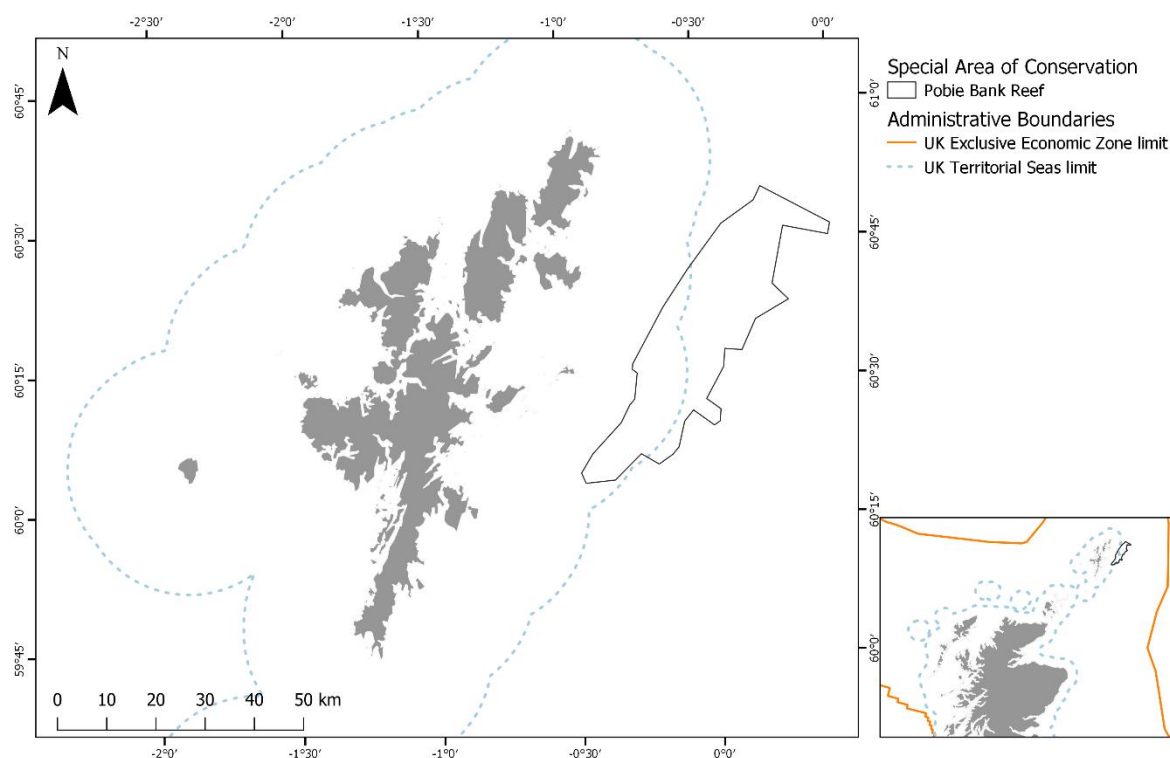 -2°30′ -2°0′ -1°30′ -1°0′ -0°30′ 0°0′
N
60°45′
60°30′
60°15′
60°0′
59°45′
61°0′
60°45′
60°30′
60°15′
60°0′
0 10 20 30 40 50 km
-2°0′ -1°30′ -1°0′ -0°30′ 0°0′
Special Area of Conservation
Pobie Bank Reef
Administrative Boundaries
UK Exclusive Economic Zone limit
UK Territorial Seas limit